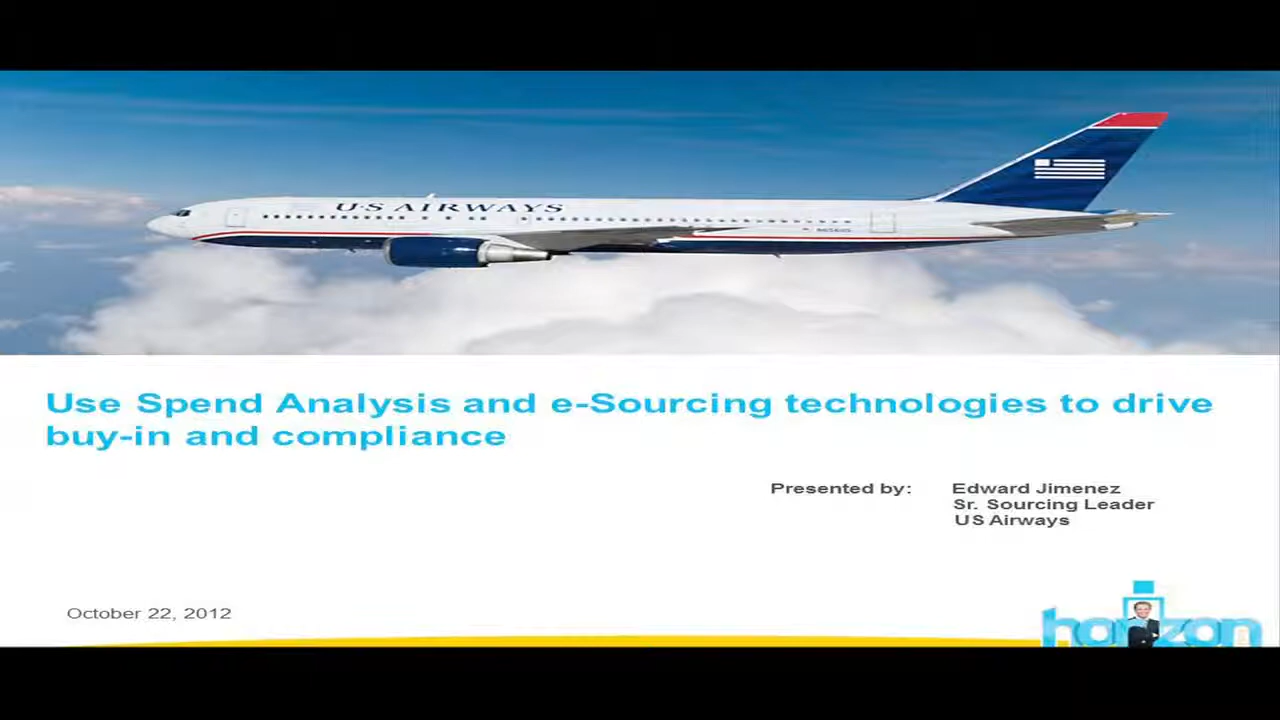 U·S AIRWAYS
Use Spend Analysis and e-Sourcing technologies to drive
buy-in and compliance
Presented by: Edward Jimenez
Sr. Sourcing Leader
US Airways
October 22, 2012
horizon